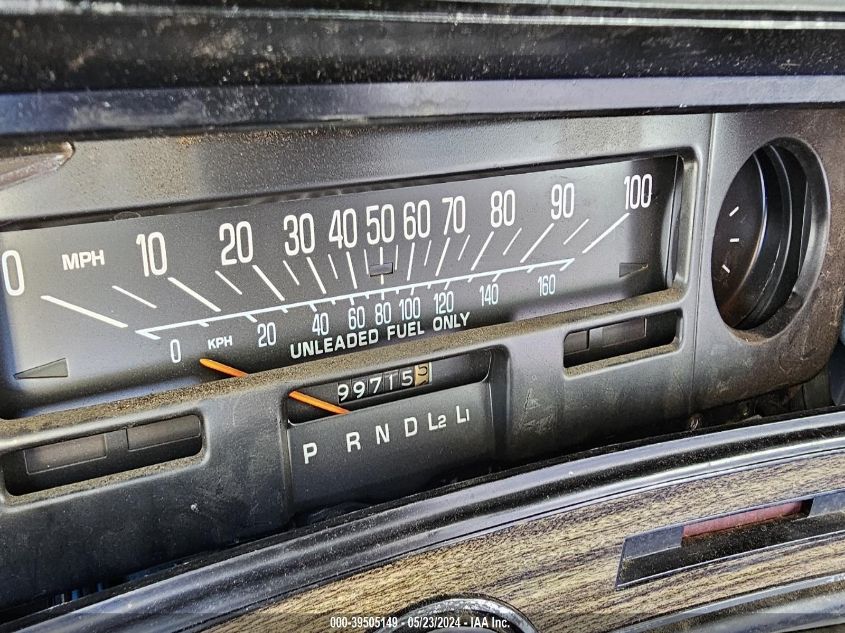 0 MPH 10 20 30 40 50 60 70 80 90 100
0 KPH 20 40 60 80 100 120 140 160
UNLEADED FUEL ONLY
99715
P R N D L2 L1
000-39505149 - 05/23/2024 - IAA Inc.